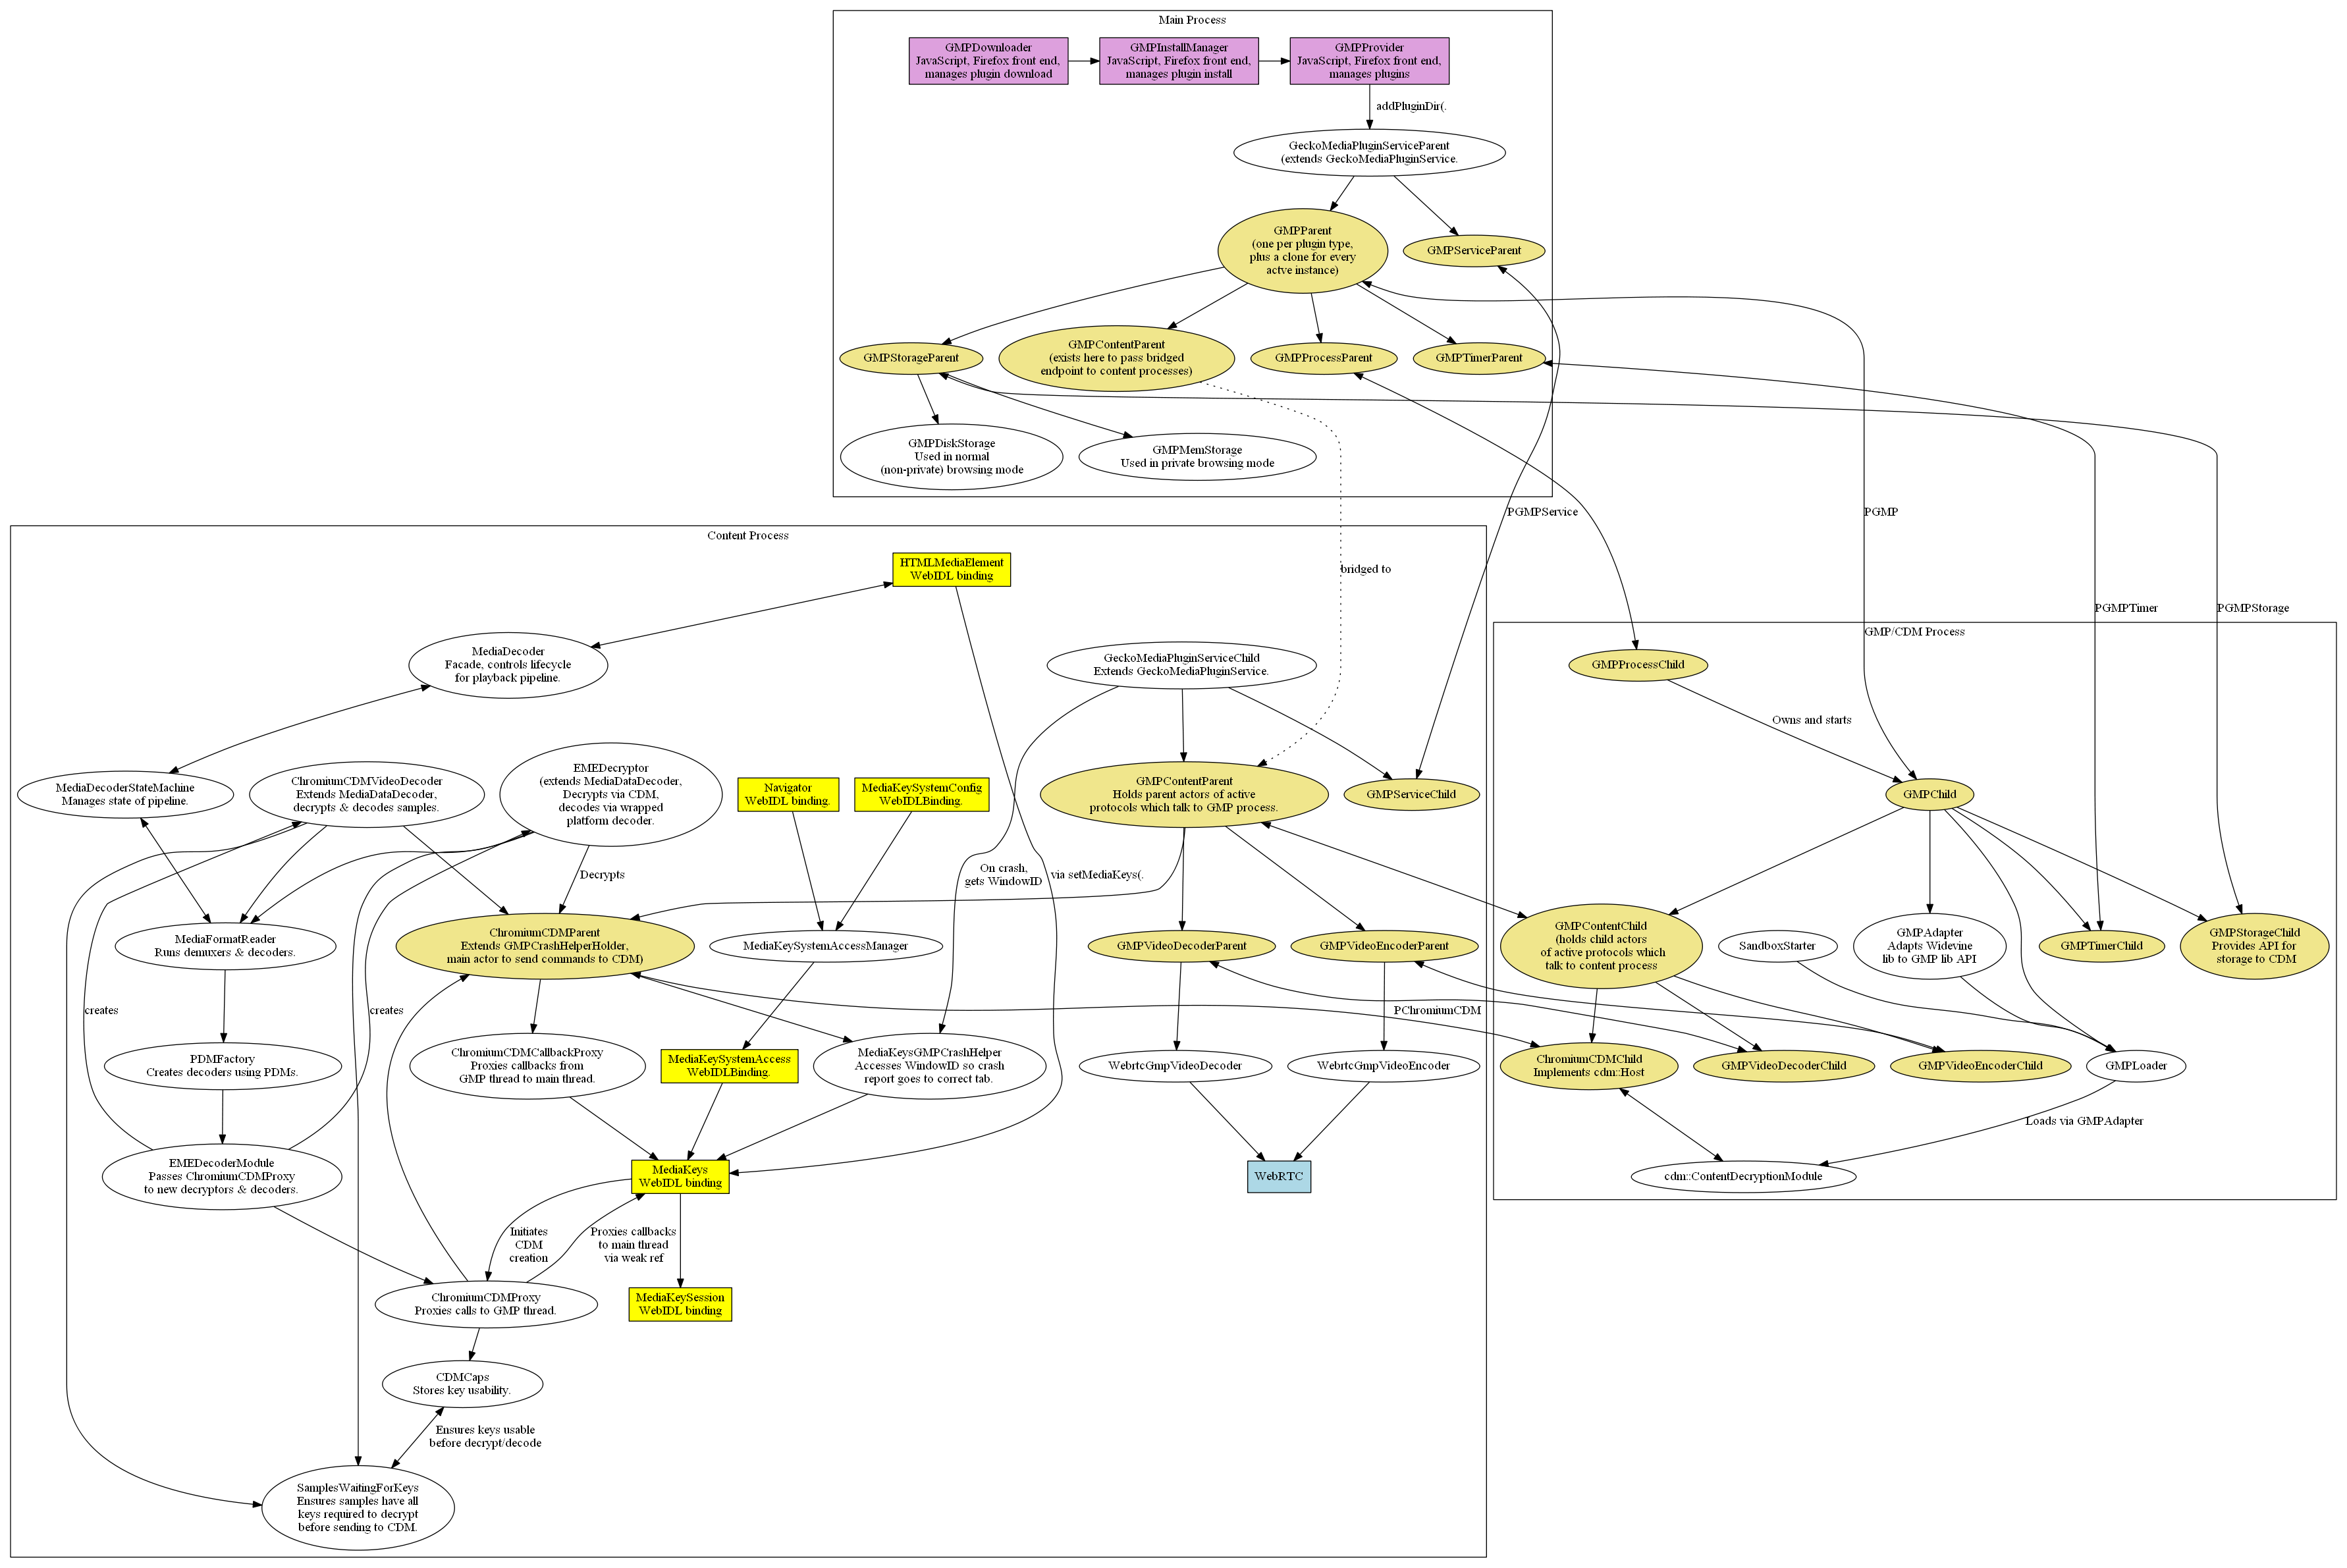 Main Process
GMPDownloader
JavaScript, Firefox front end,
manages plugin download
GMPInstallManager
JavaScript, Firefox front end,
manages plugin install
GMPProvider
JavaScript, Firefox front end,
manages plugins
addPluginDir(.
GeckoMediaPluginServiceParent
(extends GeckoMediaPluginService.
GMPParent
(one per plugin type,
plus a clone for every
actve instance)
GMPServiceParent
GMPStorageParent
GMPContentParent
(exists here to pass bridged
endpoint to content processes)
GMPProcessParent
GMPTimerParent
GMPDiskStorage
Used in normal
(non-private) browsing mode
GMPMemStorage
Used in private browsing mode
PGMPService
PGMP
bridged to
PGMPTimer
PGMPStorage
Content Process
HTMLMediaElement
WebIDL binding
MediaDecoder
Facade, controls lifecycle
for playback pipeline.
GeckoMediaPluginServiceChild
Extends GeckoMediaPluginService.
MediaDecoderStateMachine
Manages state of pipeline.
ChromiumCDMVideoDecoder
Extends MediaDataDecoder,
decrypts & decodes samples.
EMEDecryptor
(extends MediaDataDecoder,
Decrypts via CDM,
decodes via wrapped
platform decoder.
Navigator
WebIDL binding.
MediaKeySystemConfig
WebIDLBinding.
GMPContentParent
Holds parent actors of active
protocols which talk to GMP process.
GMPServiceChild
Decrypts
On crash,
gets WindowID
via setMediaKeys(.
MediaFormatReader
Runs demuxers & decoders.
ChromiumCDMParent
Extends GMPCrashHelperHolder,
main actor to send commands to CDM)
MediaKeySystemAccessManager
GMPVideoDecoderParent
GMPVideoEncoderParent
creates
creates
PChromiumCDM
PDMFactory
Creates decoders using PDMs.
ChromiumCDMCallbackProxy
Proxies callbacks from
GMP thread to main thread.
MediaKeySystemAccess
WebIDLBinding.
MediaKeysGMPCrashHelper
Accesses WindowID so crash
report goes to correct tab.
WebrtcGmpVideoDecoder
WebrtcGmpVideoEncoder
EMEDecoderModule
Passes ChromiumCDMProxy
to new decryptors & decoders.
MediaKeys
WebIDL binding
WebRTC
Initiates
CDM
creation
Proxies callbacks
to main thread
via weak ref
ChromiumCDMProxy
Proxies calls to GMP thread.
MediaKeySession
WebIDL binding
CDMCaps
Stores key usability.
Ensures keys usable
before decrypt/decode
SamplesWaitingForKeys
Ensures samples have all
keys required to decrypt
before sending to CDM.
GMP/CDM Process
GMPProcessChild
Owns and starts
GMPChild
GMPContentChild
(holds child actors
of active protocols which
talk to content process
SandboxStarter
GMPAdapter
Adapts Widevine
lib to GMP lib API
GMPTimerChild
GMPStorageChild
Provides API for
storage to CDM
ChromiumCDMChild
Implements cdm::Host
GMPVideoDecoderChild
GMPVideoEncoderChild
GMPLoader
Loads via GMPAdapter
cdm::ContentDecryptionModule